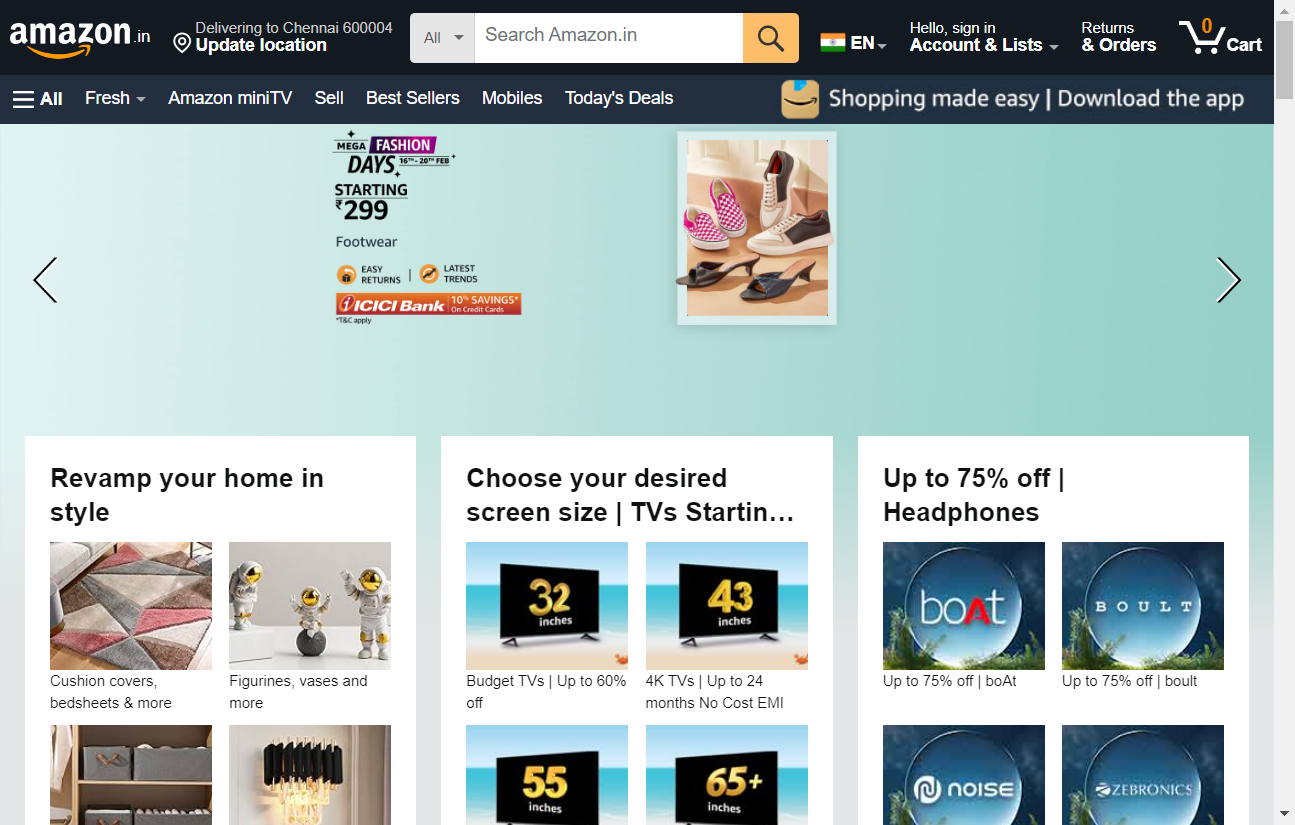 amazon.in
Delivering to Chennai 600004
Update location
All
Search Amazon.in
EN
Hello, sign in
Account & Lists
Returns
& Orders
0
Cart
All
Fresh
Amazon miniTV
Sell
Best Sellers
Mobiles
Today's Deals
Shopping made easy | Download the app
MEGA FASHION
DAYS 16TH - 20TH FEB
STARTING
₹299
Footwear
EASY
RETURNS
LATEST
TRENDS
ICICI Bank
10% SAVINGS*
On Credit Cards
*T&C apply
Revamp your home in
style
Cushion covers,
bedsheets & more
Figurines, vases and
more
Choose your desired
screen size | TVs Startin…
32
inches
43
inches
Budget TVs | Up to 60%
off
4K TVs | Up to 24
months No Cost EMI
55
inches
65+
inches
Up to 75% off |
Headphones
boAt
BOULT
Up to 75% off | boAt
Up to 75% off | boult
noise
ZEBRONICS